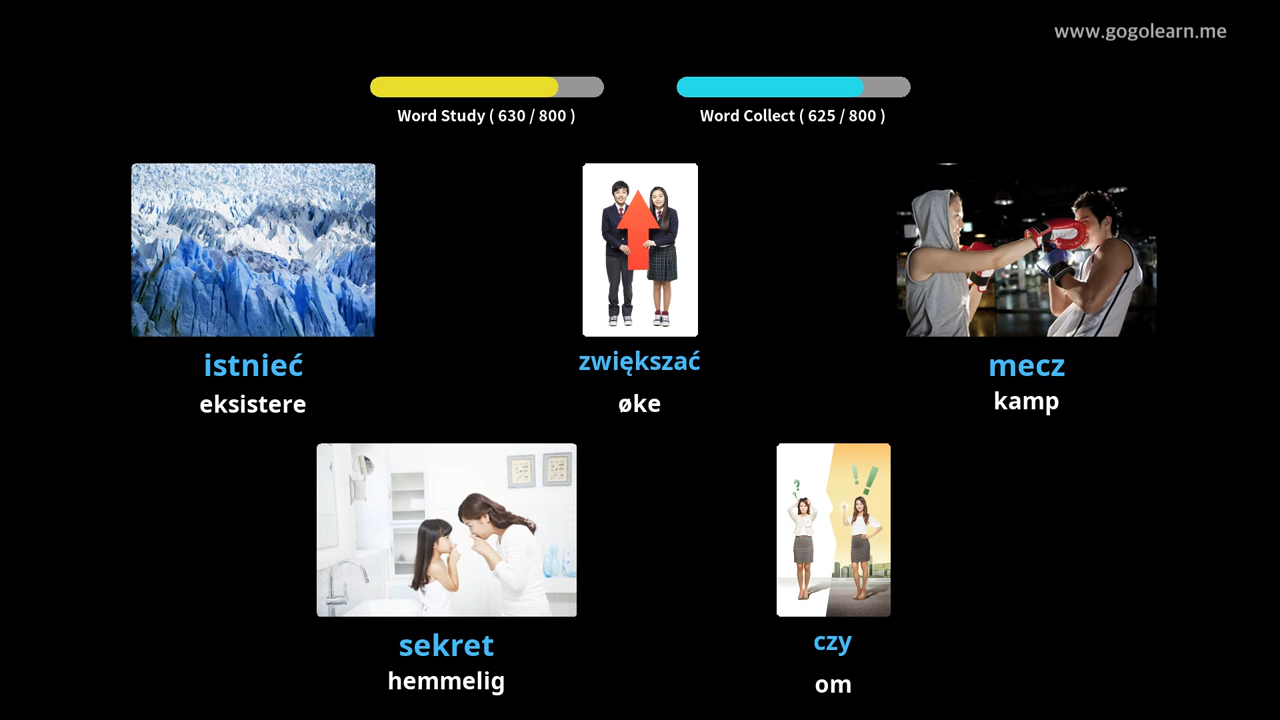 www.gogolearn.me
Word Study ( 630 / 800 )
Word Collect ( 625 / 800 )
istnieć
eksistere
zwiększać
øke
mecz
kamp
sekret
hemmelig
czy
om